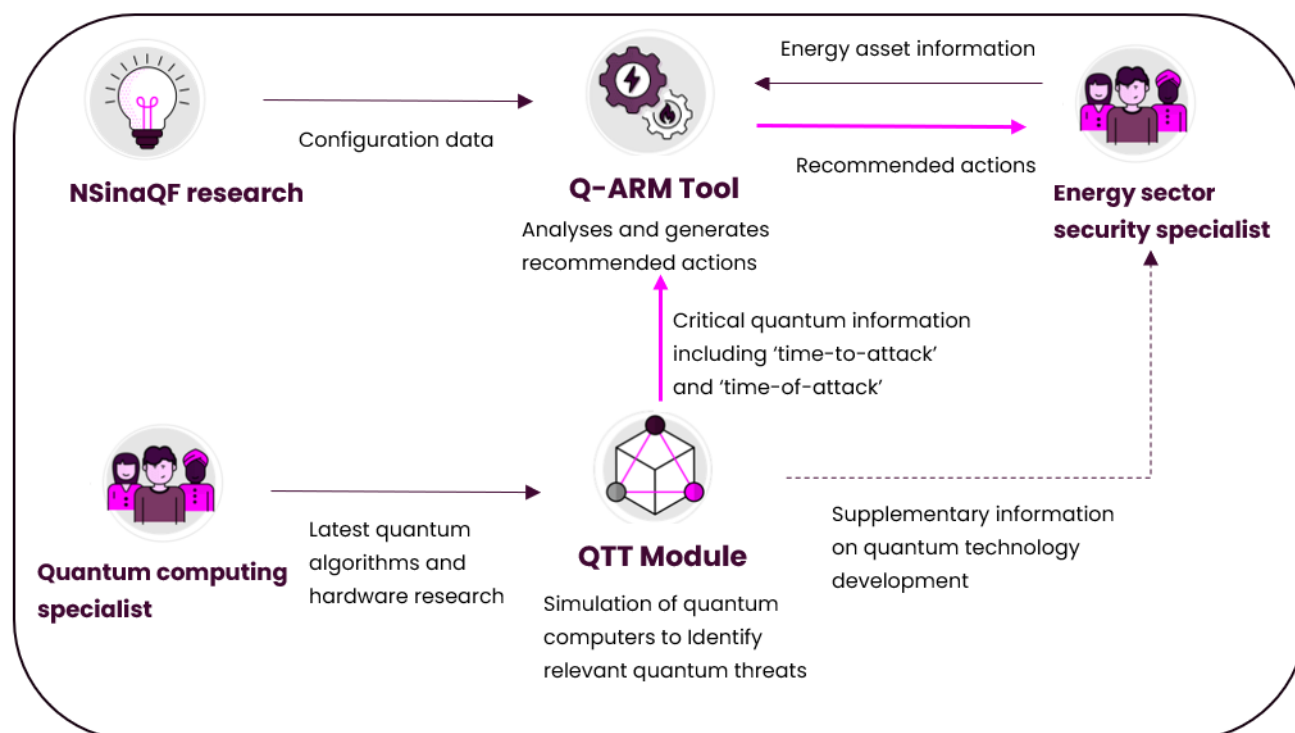 NSinaQF research
Configuration data
Q-ARM Tool
Analyses and generates
recommended actions
Energy asset information
Recommended actions
Energy sector
security specialist
Critical quantum information
including ‘time-to-attack’
and ‘time-of-attack’
Quantum computing
specialist
Latest quantum
algorithms and
hardware research
QTT Module
Simulation of quantum
computers to Identify
relevant quantum threats
Supplementary information
on quantum technology
development